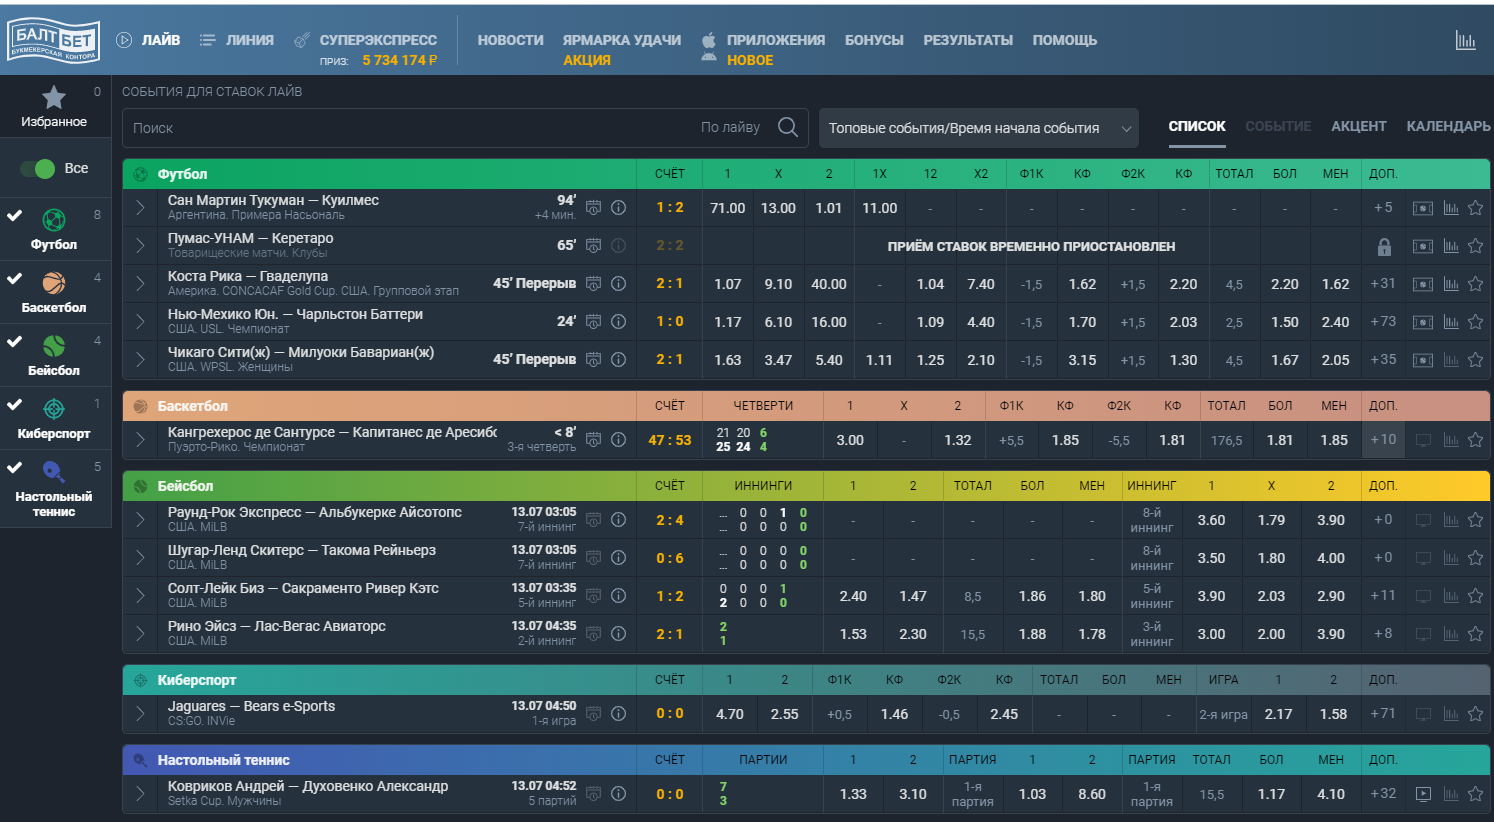 БАЛТ БЕТ
БУКМЕКЕРСКАЯ КОНТОРА
ЛАЙВ
ЛИНИЯ
СУПЕРЭКСПРЕСС
ПРИЗ: 5 734 174 ₽
НОВОСТИ
ЯРМАРКА УДАЧИ
АКЦИЯ
ПРИЛОЖЕНИЯ
НОВОЕ
БОНУСЫ
РЕЗУЛЬТАТЫ
ПОМОЩЬ
0
Избранное
Все
8
Футбол
4
Баскетбол
4
Бейсбол
1
Киберспорт
5
Настольный
теннис
СОБЫТИЯ ДЛЯ СТАВОК ЛАЙВ
Поиск По лайву
Топовые события/Время начала события
СПИСОК СОБЫТИЕ АКЦЕНТ КАЛЕНДАРЬ
Футбол СЧЁТ 1 X 2 1X 12 X2 Ф1К КФ Ф2К КФ ТОТАЛ БОЛ МЕН ДОП.
Сан Мартин Тукуман — Куилмес 94′
Аргентина. Примера Насьональ +4 мин.
1 : 2 71.00 13.00 1.01 11.00 - - - - - - - - - +5
Пумас-УНАМ — Керетаро 65′
Товарищеские матчи. Клубы
2 : 2 ПРИЁМ СТАВОК ВРЕМЕННО ПРИОСТАНОВЛЕН
Коста Рика — Гваделупа 45′ Перерыв
Америка. CONCACAF Gold Cup. США. Групповой этап
2 : 1 1.07 9.10 40.00 - 1.04 7.40 -1,5 1.62 +1,5 2.20 4,5 2.20 1.62 +31
Нью-Мехико Юн. — Чарльстон Баттери 24′
США. USL. Чемпионат
1 : 0 1.17 6.10 16.00 - 1.09 4.40 -1,5 1.70 +1,5 2.03 2,5 1.50 2.40 +73
Чикаго Сити(ж) — Милуоки Бавариан(ж) 45′ Перерыв
США. WPSL. Женщины
2 : 1 1.63 3.47 5.40 1.11 1.25 2.10 -1,5 3.15 +1,5 1.30 4,5 1.67 2.05 +35
Баскетбол СЧЁТ ЧЕТВЕРТИ 1 X 2 Ф1К КФ Ф2К КФ ТОТАЛ БОЛ МЕН ДОП.
Кангрехерос де Сантурсе — Капитанес де Аресибо < 8′
Пуэрто-Рико. Чемпионат 3-я четверть
47 : 53
21 20 6
25 24 4
3.00 - 1.32 +5,5 1.85 -5,5 1.81 176,5 1.81 1.85 +10
Бейсбол СЧЁТ ИННИНГИ 1 2 ТОТАЛ БОЛ МЕН ИННИНГ 1 X 2 ДОП.
Раунд-Рок Экспресс — Альбукерке Айсотопс 13.07 03:05
США. MiLB 7-й иннинг
2 : 4
... 0 0 1 0
... 0 0 0 0
- - - - - 8-й иннинг 3.60 1.79 3.90 +0
Шугар-Ленд Скитерс — Такома Рейньерз 13.07 03:05
США. MiLB 7-й иннинг
0 : 6
... 0 0 0 0
... 0 0 0 0
- - - - - 8-й иннинг 3.50 1.80 4.00 +0
Солт-Лейк Биз — Сакраменто Ривер Кэтс 13.07 03:35
США. MiLB 5-й иннинг
1 : 2
0 0 0 1
2 0 0 0
2.40 1.47 8,5 1.86 1.80 5-й иннинг 3.90 2.03 2.90 +11
Рино Эйсз — Лас-Вегас Авиаторс 13.07 04:35
США. MiLB 2-й иннинг
2 : 1
2
1
1.53 2.30 15,5 1.88 1.78 3-й иннинг 3.00 2.00 3.90 +8
Киберспорт СЧЁТ 1 2 Ф1К КФ Ф2К КФ ТОТАЛ БОЛ МЕН ИГРА 1 2 ДОП.
Jaguares — Bears e-Sports 13.07 04:50
CS:GO. INVie 1-я игра
0 : 0 4.70 2.55 +0,5 1.46 -0,5 2.45 - - - 2-я игра 2.17 1.58 +71
Настольный теннис СЧЁТ ПАРТИИ 1 2 ПАРТИЯ 1 2 ПАРТИЯ ТОТАЛ БОЛ МЕН ДОП.
Ковриков Андрей — Духовенко Александр 13.07 04:52
Setka Cup. Мужчины 5 партий
0 : 0
7
3
1.33 3.10 1-я партия 1.03 8.60 1-я партия 15,5 1.17 4.10 +32